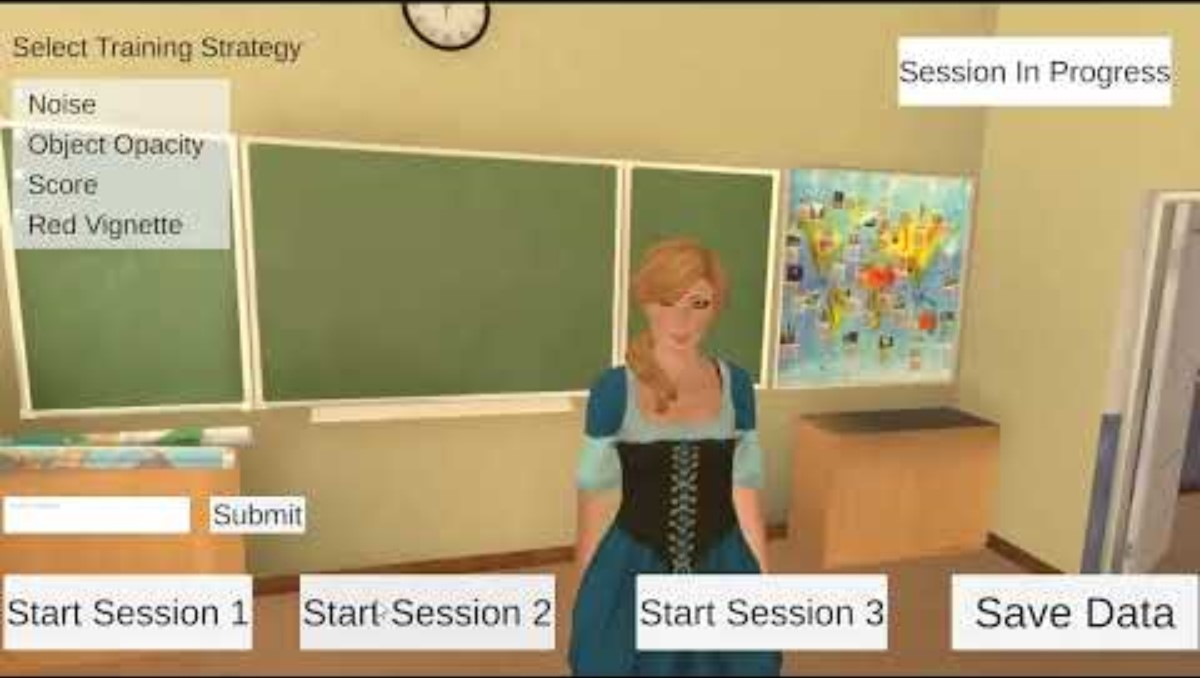 Select Training Strategy
Session In Progress
Noise
Object Opacity
Score
Red Vignette
Submit
Start Session 1
Start Session 2
Start Session 3
Save Data